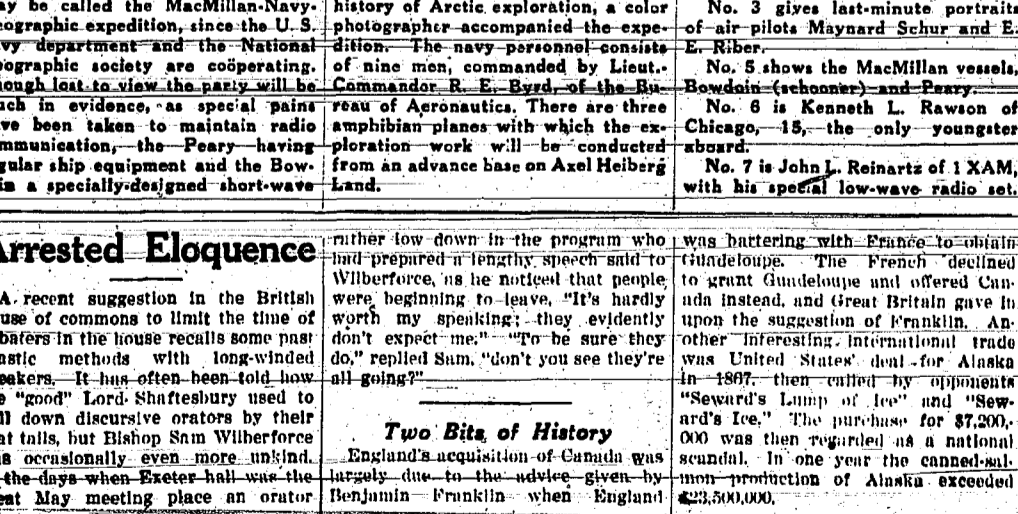 ay be called the MacMillan-Navy-
ographic expedition, since the U. S.
vy department and the National
ographic society are coöperating.
hough lost to view the party will be
uch in evidence, as special pains
ve been taken to maintain radio
mmunication, the Peary having
gular ship equipment and the Bow-
in a specially-designed short-wave
history of Arctic exploration, a color
photographer accompanied the expe-
dition. The navy personnel consists
of nine men, commanded by Lieut.-
Commander R. E. Byrd, of the Bu-
reau of Aeronautics. There are three
amphibian planes with which the ex-
ploration work will be conducted
from an advance base on Axel Heiberg
Land.
No. 3 gives last-minute portraits
of air pilots Maynard Schur and E.
E. Riber.
No. 5 shows the MacMillan vessels,
Bowdoin (schooner) and Peary.
No. 6 is Kenneth L. Rawson of
Chicago, 15, the only youngster
aboard.
No. 7 is John L. Reinartz of 1 XAM,
with his special low-wave radio set.
Arrested Eloquence
A recent suggestion in the British
use of commons to limit the time of
baters in the house recalls some past
astic methods with long-winded
eakers. It has often been told how
e "good" Lord Shaftesbury used to
ll down discursive orators by their
at tails, but Bishop Sam Wilberforce
as occasionally even more unkind.
the days when Exeter hall was the
eat May meeting place an orator
rather low down in the program who
had prepared a lengthy speech said to
Wilberforce, as he noticed that people
were beginning to leave, "It's hardly
worth my speaking; they evidently
don't expect me." "To be sure they
do," replied Sam, "don't you see they're
all going?"
Two Bits of History
England's acquisition of Canada was
largely due to the advice given by
Benjamin Franklin when England
was bartering with France to obtain
Guadeloupe. The French declined
to grant Guadeloupe and offered Can-
ada instead, and Great Britain gave in
upon the suggestion of Franklin. An-
other interesting international trade
was United States' deal for Alaska
in 1867, then called by opponents
"Seward's Lump of Ice" and "Sew-
ard's Ice." The purchase for $7,200,-
000 was then regarded as a national
scandal. In one year the canned-sal-
mon production of Alaska exceeded
$23,500,000.